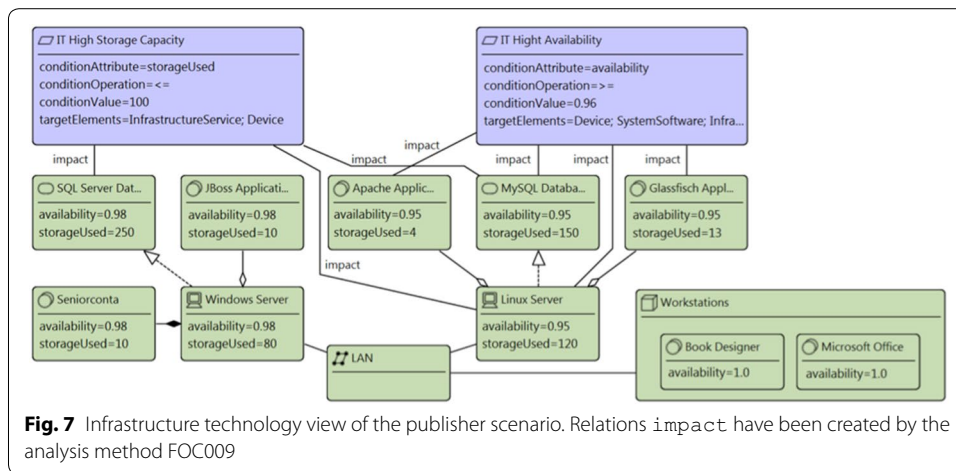 IT High Storage Capacity
conditionAttribute=storageUsed
conditionOperation=<=
conditionValue=100
targetElements=InfrastructureService; Device
IT Hight Availability
conditionAttribute=availability
conditionOperation=>=
conditionValue=0.96
targetElements=Device; SystemSoftware; Infra...
impact
impact
impact
impact
impact
impact
SQL Server Dat...
availability=0.98
storageUsed=250
JBoss Applicati...
availability=0.98
storageUsed=10
Apache Applic...
availability=0.95
storageUsed=4
MySQL Databa...
availability=0.95
storageUsed=150
Glassfisch Appl...
availability=0.95
storageUsed=13
impact
Seniorconta
availability=0.98
storageUsed=10
Windows Server
availability=0.98
storageUsed=80
Linux Server
availability=0.95
storageUsed=120
LAN
Workstations
Book Designer
availability=1.0
Microsoft Office
availability=1.0
Fig. 7 Infrastructure technology view of the publisher scenario. Relations impact have been created by the
analysis method FOC009